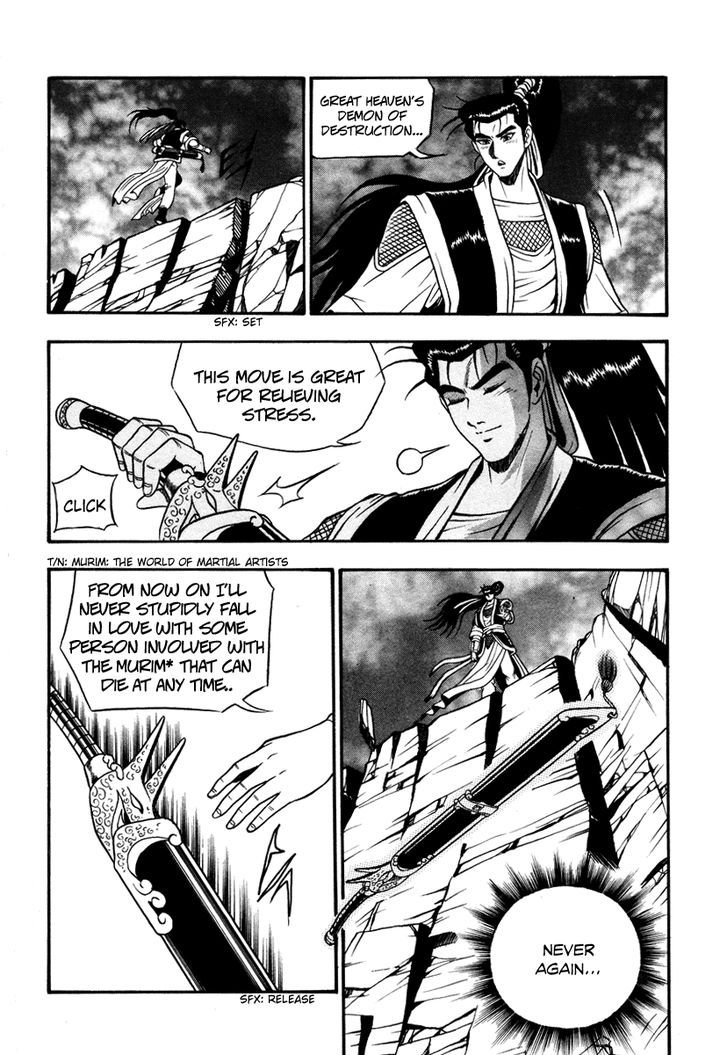 GREAT HEAVEN'S
DEMON OF
DESTRUCTION...
SFX: SET
THIS MOVE IS GREAT
FOR RELIEVING
STRESS.
CLICK
T/N: MURIM: THE WORLD OF MARTIAL ARTISTS
FROM NOW ON I'LL
NEVER STUPIDLY FALL
IN LOVE WITH SOME
PERSON INVOLVED WITH
THE MURIM* THAT CAN
DIE AT ANY TIME..
SFX: RELEASE
NEVER
AGAIN...